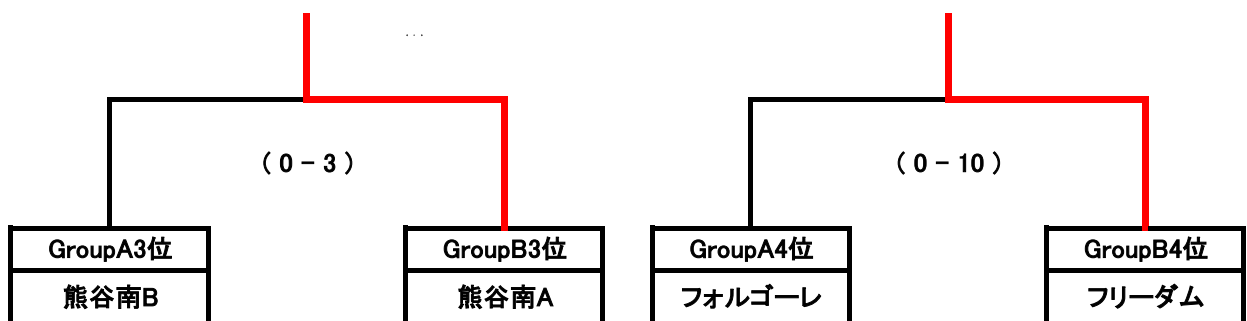 ...
( 0 - 3 )
( 0 - 10 )
GroupA3位
GroupB3位
GroupA4位
GroupB4位
熊谷南B
熊谷南A
フォルゴーレ
フリーダム